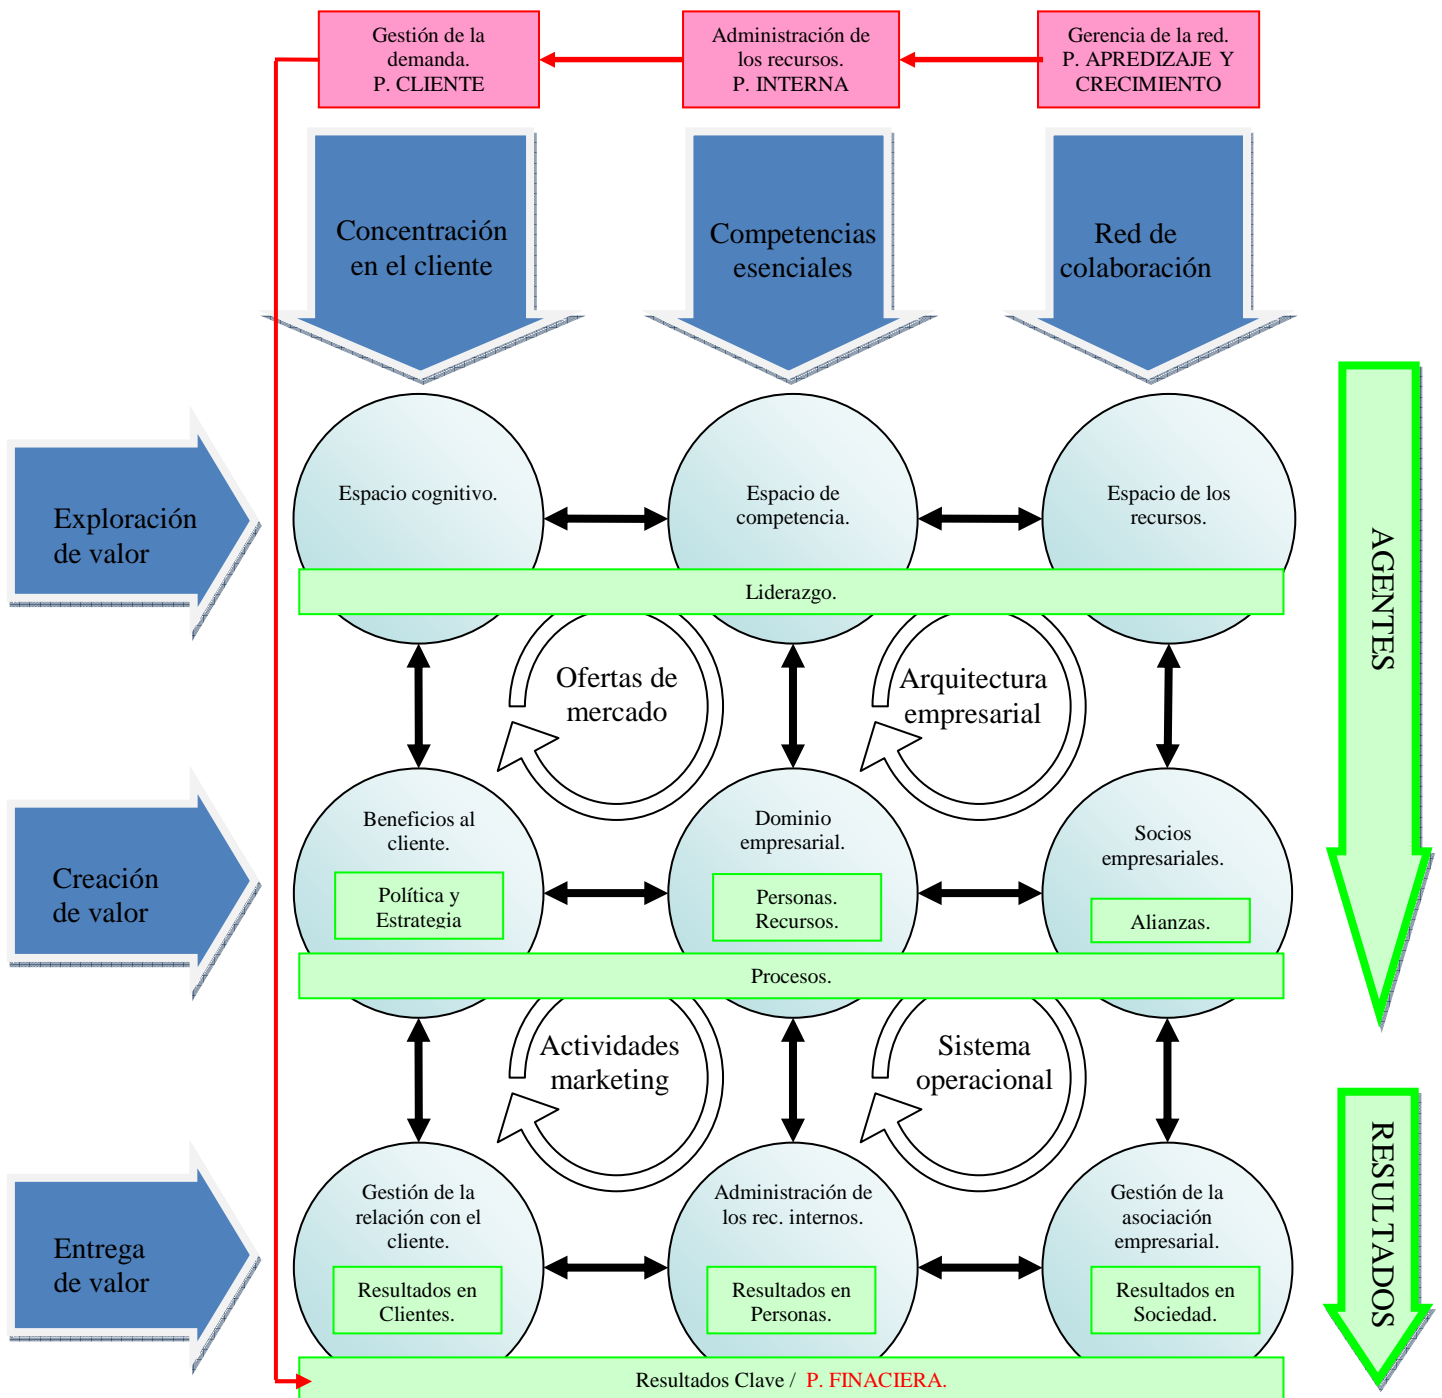 Gestión de la
demanda.
P. CLIENTE
Administración de
los recursos.
P. INTERNA
Gerencia de la red.
P. APREDIZAJE Y
CRECIMIENTO
Concentración
en el cliente
Competencias
esenciales
Red de
colaboración
Exploración
de valor
Espacio cognitivo.
Espacio de
competencia.
Espacio de los
recursos.
Liderazgo.
AGENTES
Ofertas de
mercado
Arquitectura
empresarial
Creación
de valor
Beneficios al
cliente.
Política y
Estrategia
Dominio
empresarial.
Personas.
Recursos.
Socios
empresariales.
Alianzas.
Procesos.
Actividades
marketing
Sistema
operacional
RESULTADOS
Entrega
de valor
Gestión de la
relación con el
cliente.
Resultados en
Clientes.
Administración de
los rec. internos.
Resultados en
Personas.
Gestión de la
asociación
empresarial.
Resultados en
Sociedad.
Resultados Clave / P. FINACIERA.